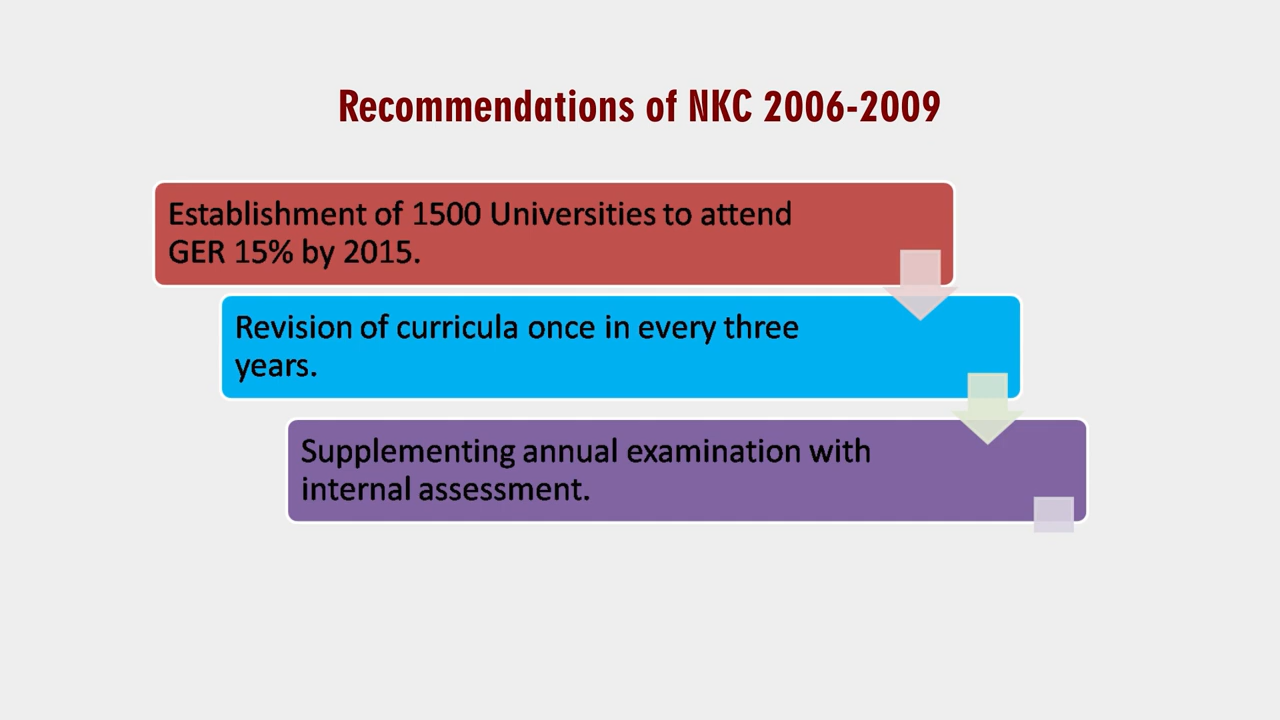 Recommendations of NKC 2006-2009
Establishment of 1500 Universities to attend
GER 15% by 2015.
Revision of curricula once in every three
years.
Supplementing annual examination with
internal assessment.